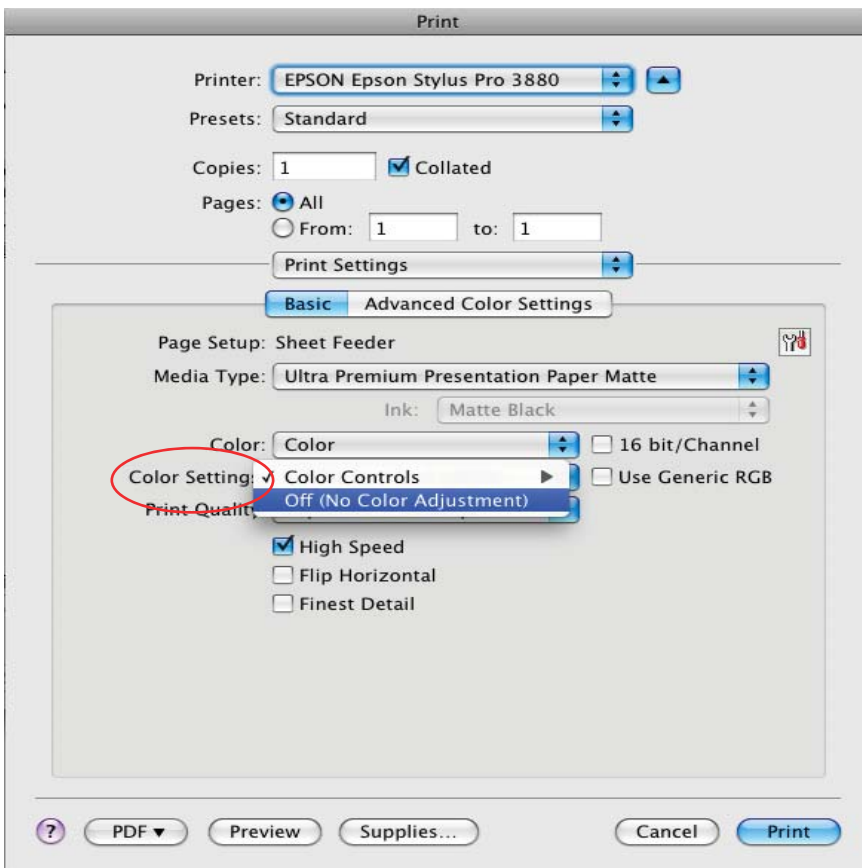 Print
Printer: EPSON Epson Stylus Pro 3880
Presets: Standard
Copies: 1 Collated
Pages: All
From: 1 to: 1
Print Settings
Basic Advanced Color Settings
Page Setup: Sheet Feeder
Media Type: Ultra Premium Presentation Paper Matte
Ink: Matte Black
Color: Color 16 bit/Channel
Color Setting ✓ Color Controls ▶ Use Generic RGB
Print Quality Off (No Color Adjustment)
High Speed
Flip Horizontal
Finest Detail
? PDF ▼ Preview Supplies... Cancel Print